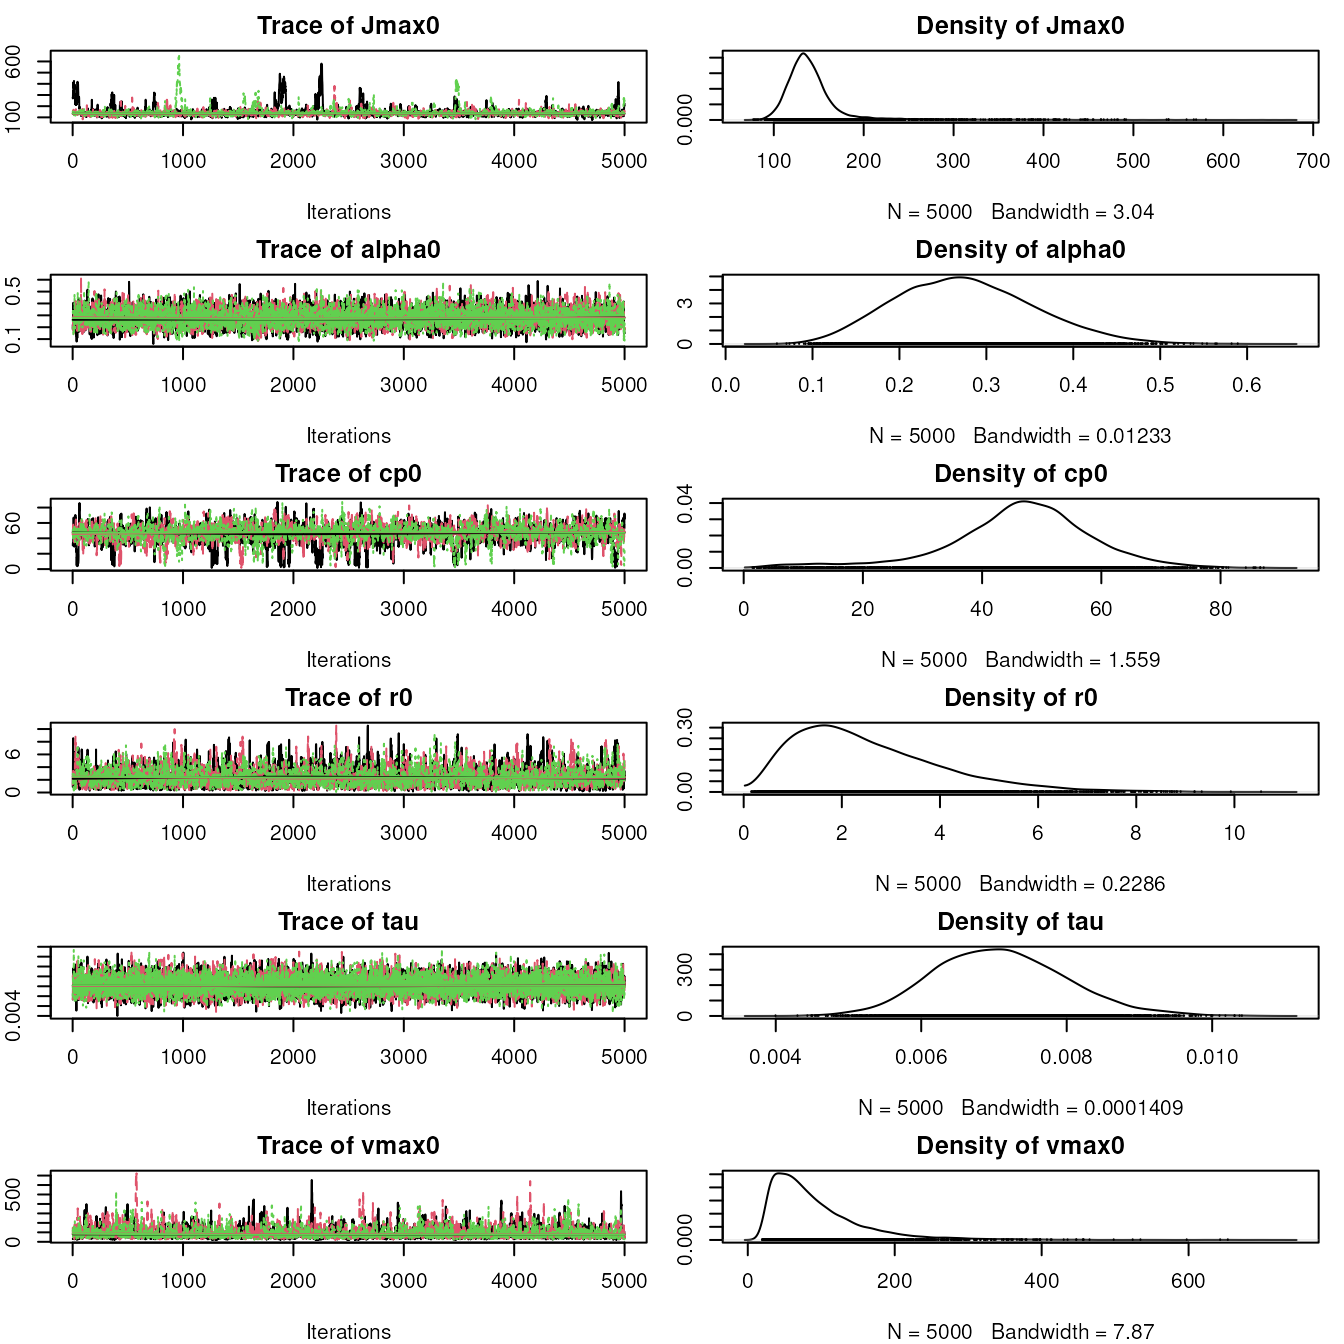 Trace of Jmax0
Density of Jmax0
600
100
0 1000 2000 3000 4000 5000
Iterations
0.000
100 200 300 400 500 600 700
N = 5000 Bandwidth = 3.04
Trace of alpha0
Density of alpha0
0.5
0.1
0 1000 2000 3000 4000 5000
Iterations
3
0
0.0 0.1 0.2 0.3 0.4 0.5 0.6
N = 5000 Bandwidth = 0.01233
Trace of cp0
Density of cp0
60
0
0 1000 2000 3000 4000 5000
Iterations
0.04
0.00
0 20 40 60 80
N = 5000 Bandwidth = 1.559
Trace of r0
Density of r0
6
0
0 1000 2000 3000 4000 5000
Iterations
0.30
0.00
0 2 4 6 8 10
N = 5000 Bandwidth = 0.2286
Trace of tau
Density of tau
0.004
0 1000 2000 3000 4000 5000
Iterations
300
0
0.004 0.006 0.008 0.010
N = 5000 Bandwidth = 0.0001409
Trace of vmax0
Density of vmax0
500
0
0 1000 2000 3000 4000 5000
Iterations
0.000
0 200 400 600
N = 5000 Bandwidth = 7.87